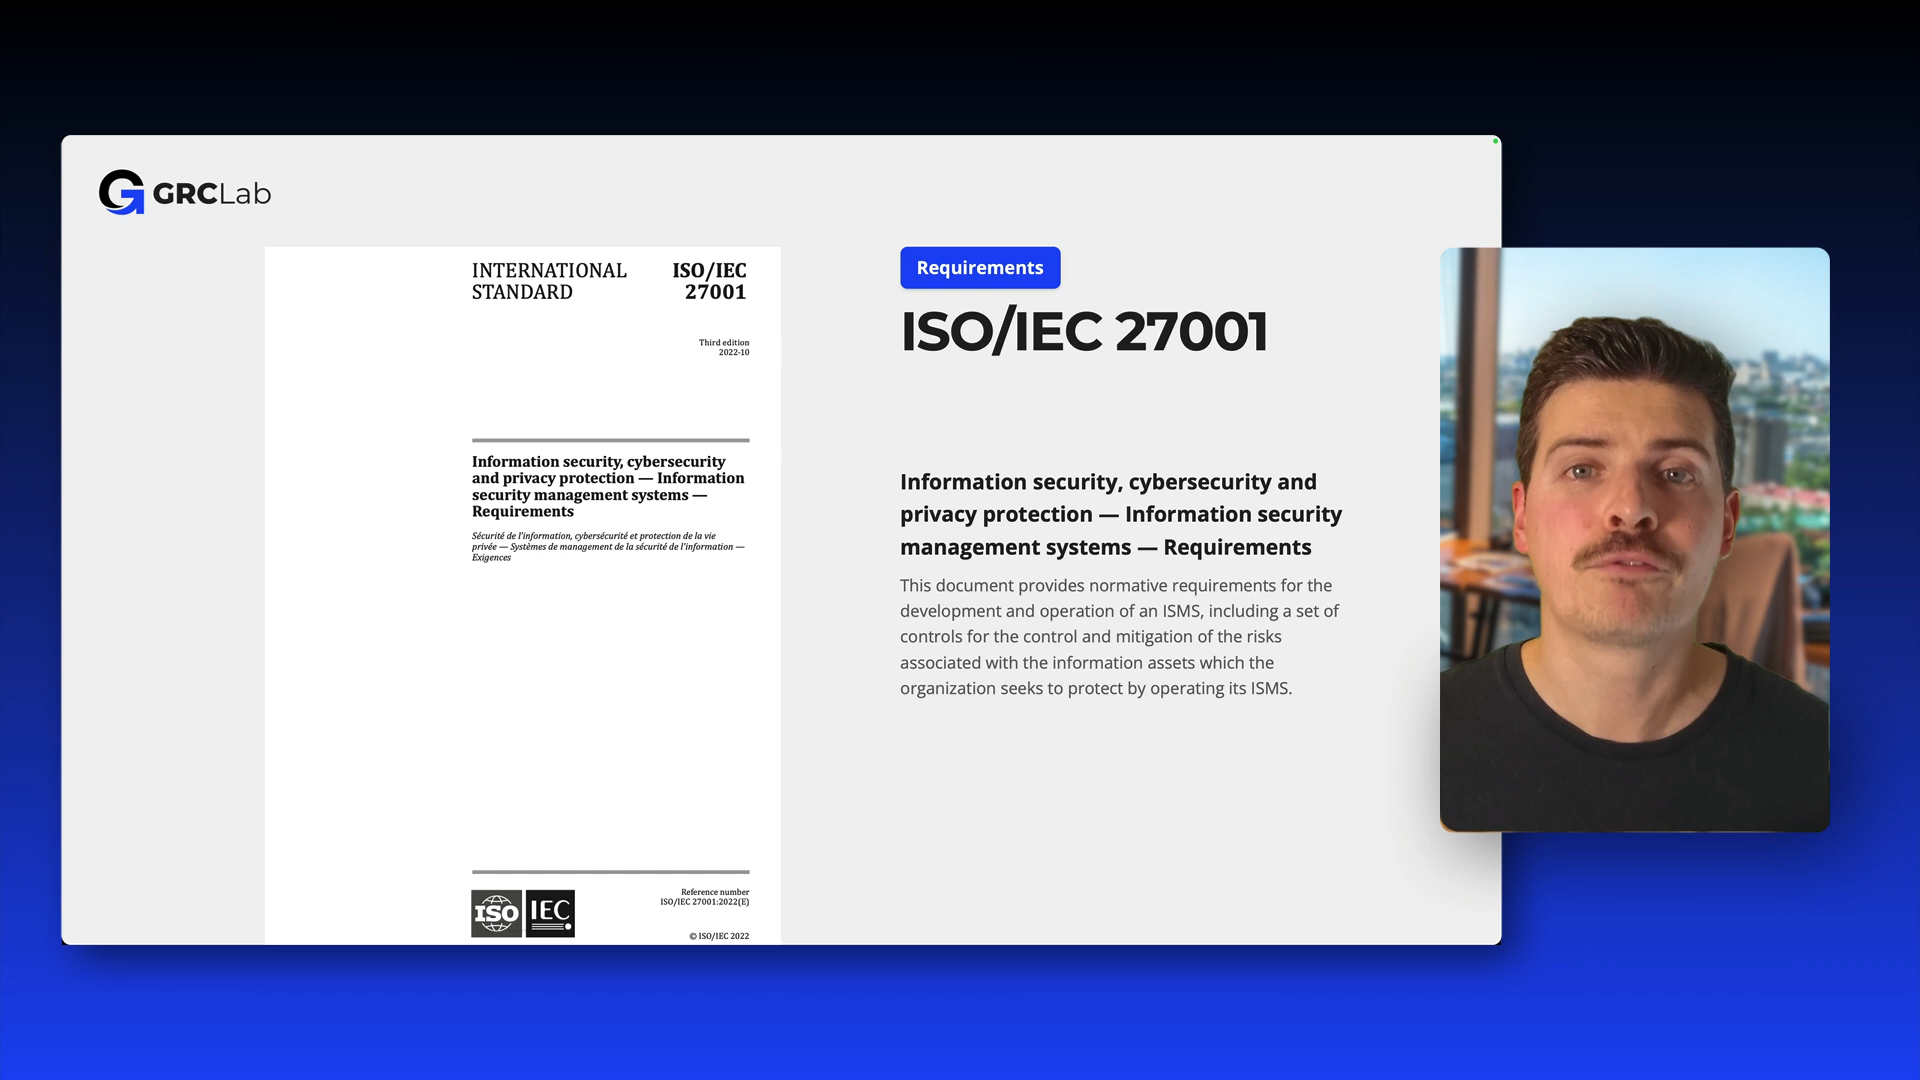 GRCLab
INTERNATIONAL
STANDARD
ISO/IEC
27001
Third edition
2022-10
Information security, cybersecurity
and privacy protection — Information
security management systems —
Requirements
Sécurité de l'information, cybersécurité et protection de la vie
privée — Systèmes de management de la sécurité de l'information —
Exigences
ISO
IEC
Reference number
ISO/IEC 27001:2022(E)
© ISO/IEC 2022
Requirements
ISO/IEC 27001
Information security, cybersecurity and
privacy protection — Information security
management systems — Requirements
This document provides normative requirements for the
development and operation of an ISMS, including a set of
controls for the control and mitigation of the risks
associated with the information assets which the
organization seeks to protect by operating its ISMS.